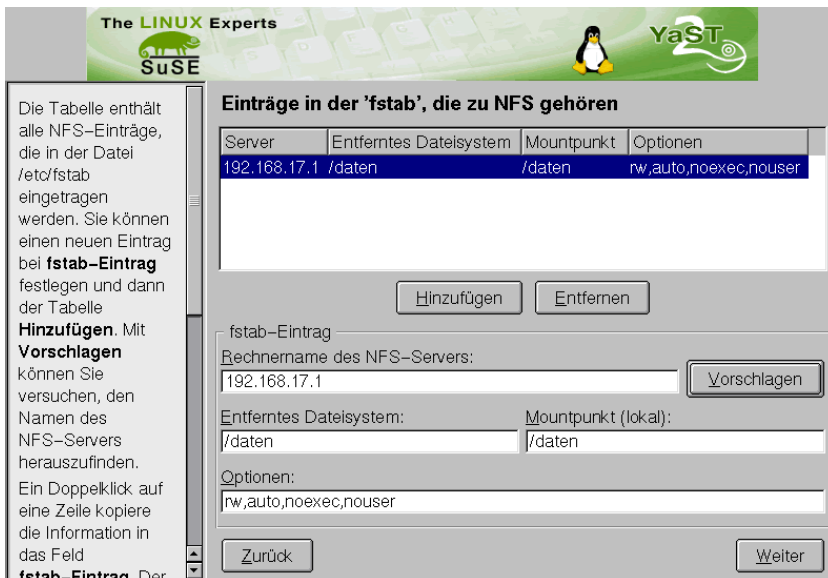 The LINUX Experts
SuSE
YaST
2
Die Tabelle enthält
alle NFS–Einträge,
die in der Datei
/etc/fstab
eingetragen
werden. Sie können
einen neuen Eintrag
bei fstab–Eintrag
festlegen und dann
der Tabelle
Hinzufügen. Mit
Vorschlagen
können Sie
versuchen, den
Namen des
NFS–Servers
herauszufinden.
Ein Doppelklick auf
eine Zeile kopiere
die Information in
das Feld
fstab–Eintrag. Der
Einträge in der 'fstab', die zu NFS gehören
Server Entferntes Dateisystem Mountpunkt Optionen
192.168.17.1 /daten /daten rw,auto,noexec,nouser
Hinzufügen Entfernen
fstab–Eintrag
Rechnername des NFS–Servers:
192.168.17.1 Vorschlagen
Entferntes Dateisystem: Mountpunkt (lokal):
/daten /daten
Optionen:
rw,auto,noexec,nouser
Zurück Weiter